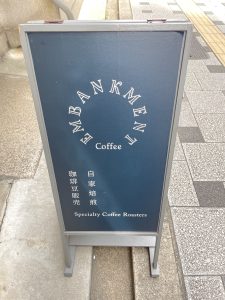 EMBANKMENT
Coffee
自家焙煎
珈琲豆販売
Specialty Coffee Roasters